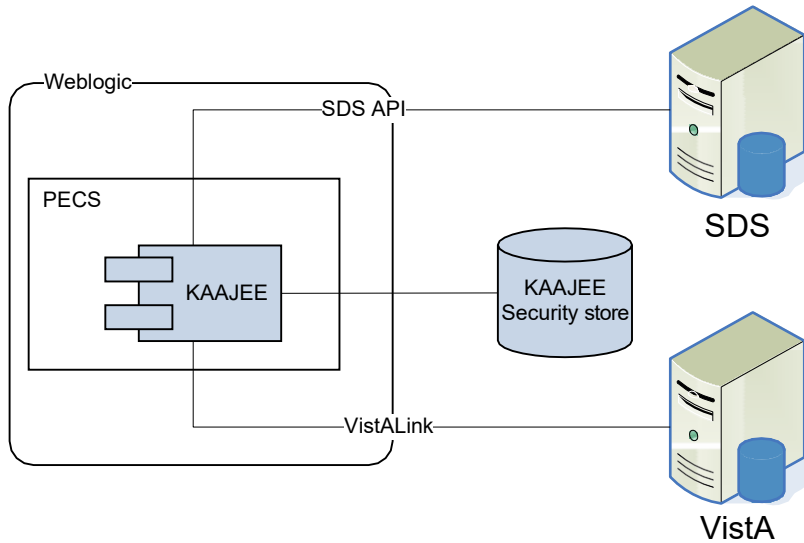 Weblogic
SDS API
SDS
PECS
KAAJEE
KAAJEE
Security store
VistALink
VistA